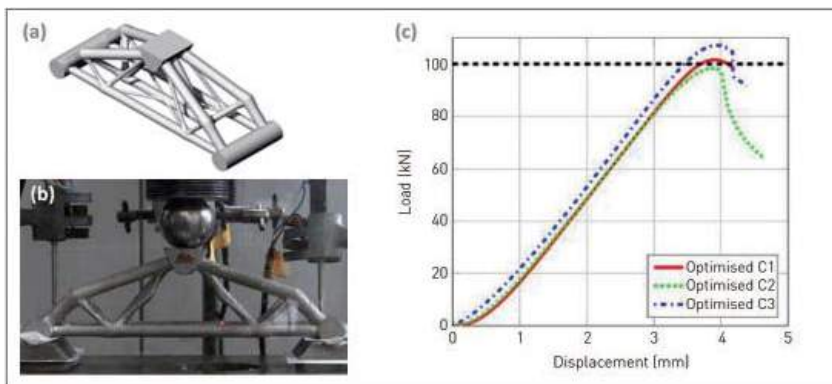 (a)
(b)
(c)
100
80
60
40
20
0
Load (kN)
0 1 2 3 4 5
Displacement (mm)
Optimised C1
Optimised C2
Optimised C3